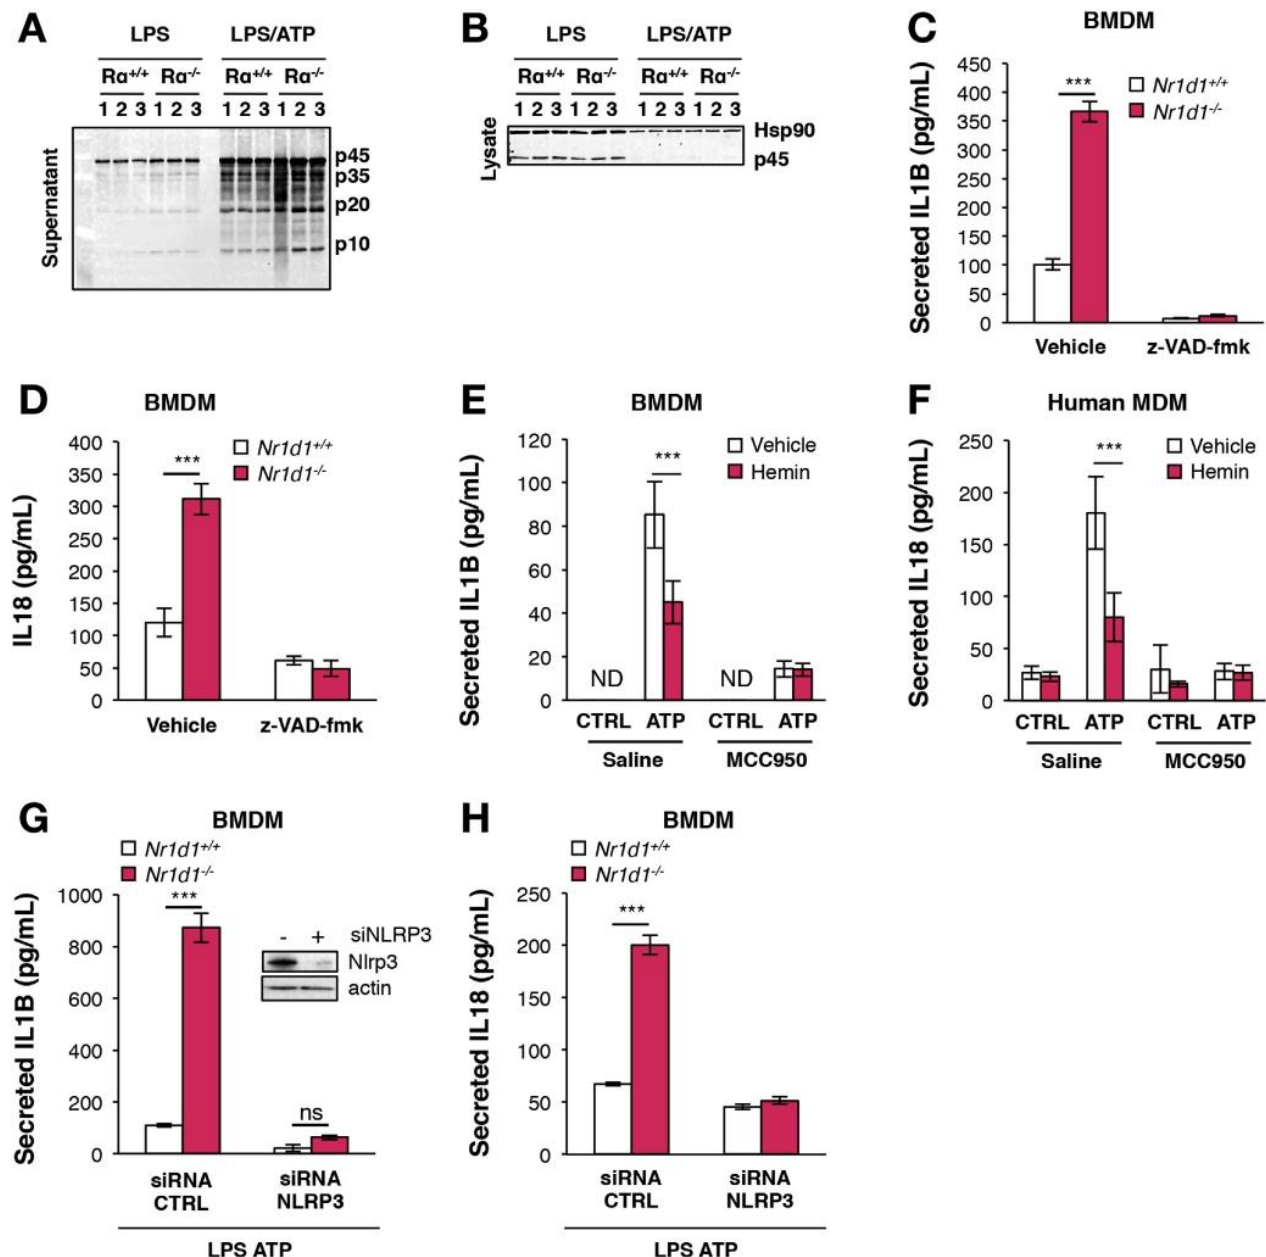 A
LPS LPS/ATP
Rα+/+ Rα-/- Rα+/+ Rα-/-
1 2 3 1 2 3 1 2 3 1 2 3
Supernatant
p45
p35
p20
p10
B
LPS LPS/ATP
Rα+/+ Rα-/- Rα+/+ Rα-/-
1 2 3 1 2 3 1 2 3 1 2 3
Lysate
Hsp90
p45
C
BMDM
Secreted IL1B (pg/mL)
450
400
350
300
250
200
150
100
50
0
***
Nr1d1+/+
Nr1d1-/-
Vehicle z-VAD-fmk
D
BMDM
IL18 (pg/mL)
400
350
300
250
200
150
100
50
0
***
Nr1d1+/+
Nr1d1-/-
Vehicle z-VAD-fmk
E
BMDM
Secreted IL1B (pg/mL)
120
100
80
60
40
20
0
***
Vehicle
Hemin
ND ND
CTRL ATP CTRL ATP
Saline MCC950
F
Human MDM
Secreted IL18 (pg/mL)
250
200
150
100
50
0
***
Vehicle
Hemin
CTRL ATP CTRL ATP
Saline MCC950
G
BMDM
Nr1d1+/+
Nr1d1-/-
Secreted IL1B (pg/mL)
1000
800
600
400
200
0
***
- + siNLRP3
Nlrp3
actin
ns
siRNA siRNA
CTRL NLRP3
LPS ATP
H
BMDM
Nr1d1+/+
Nr1d1-/-
Secreted IL18 (pg/mL)
250
200
150
100
50
0
***
siRNA siRNA
CTRL NLRP3
LPS ATP